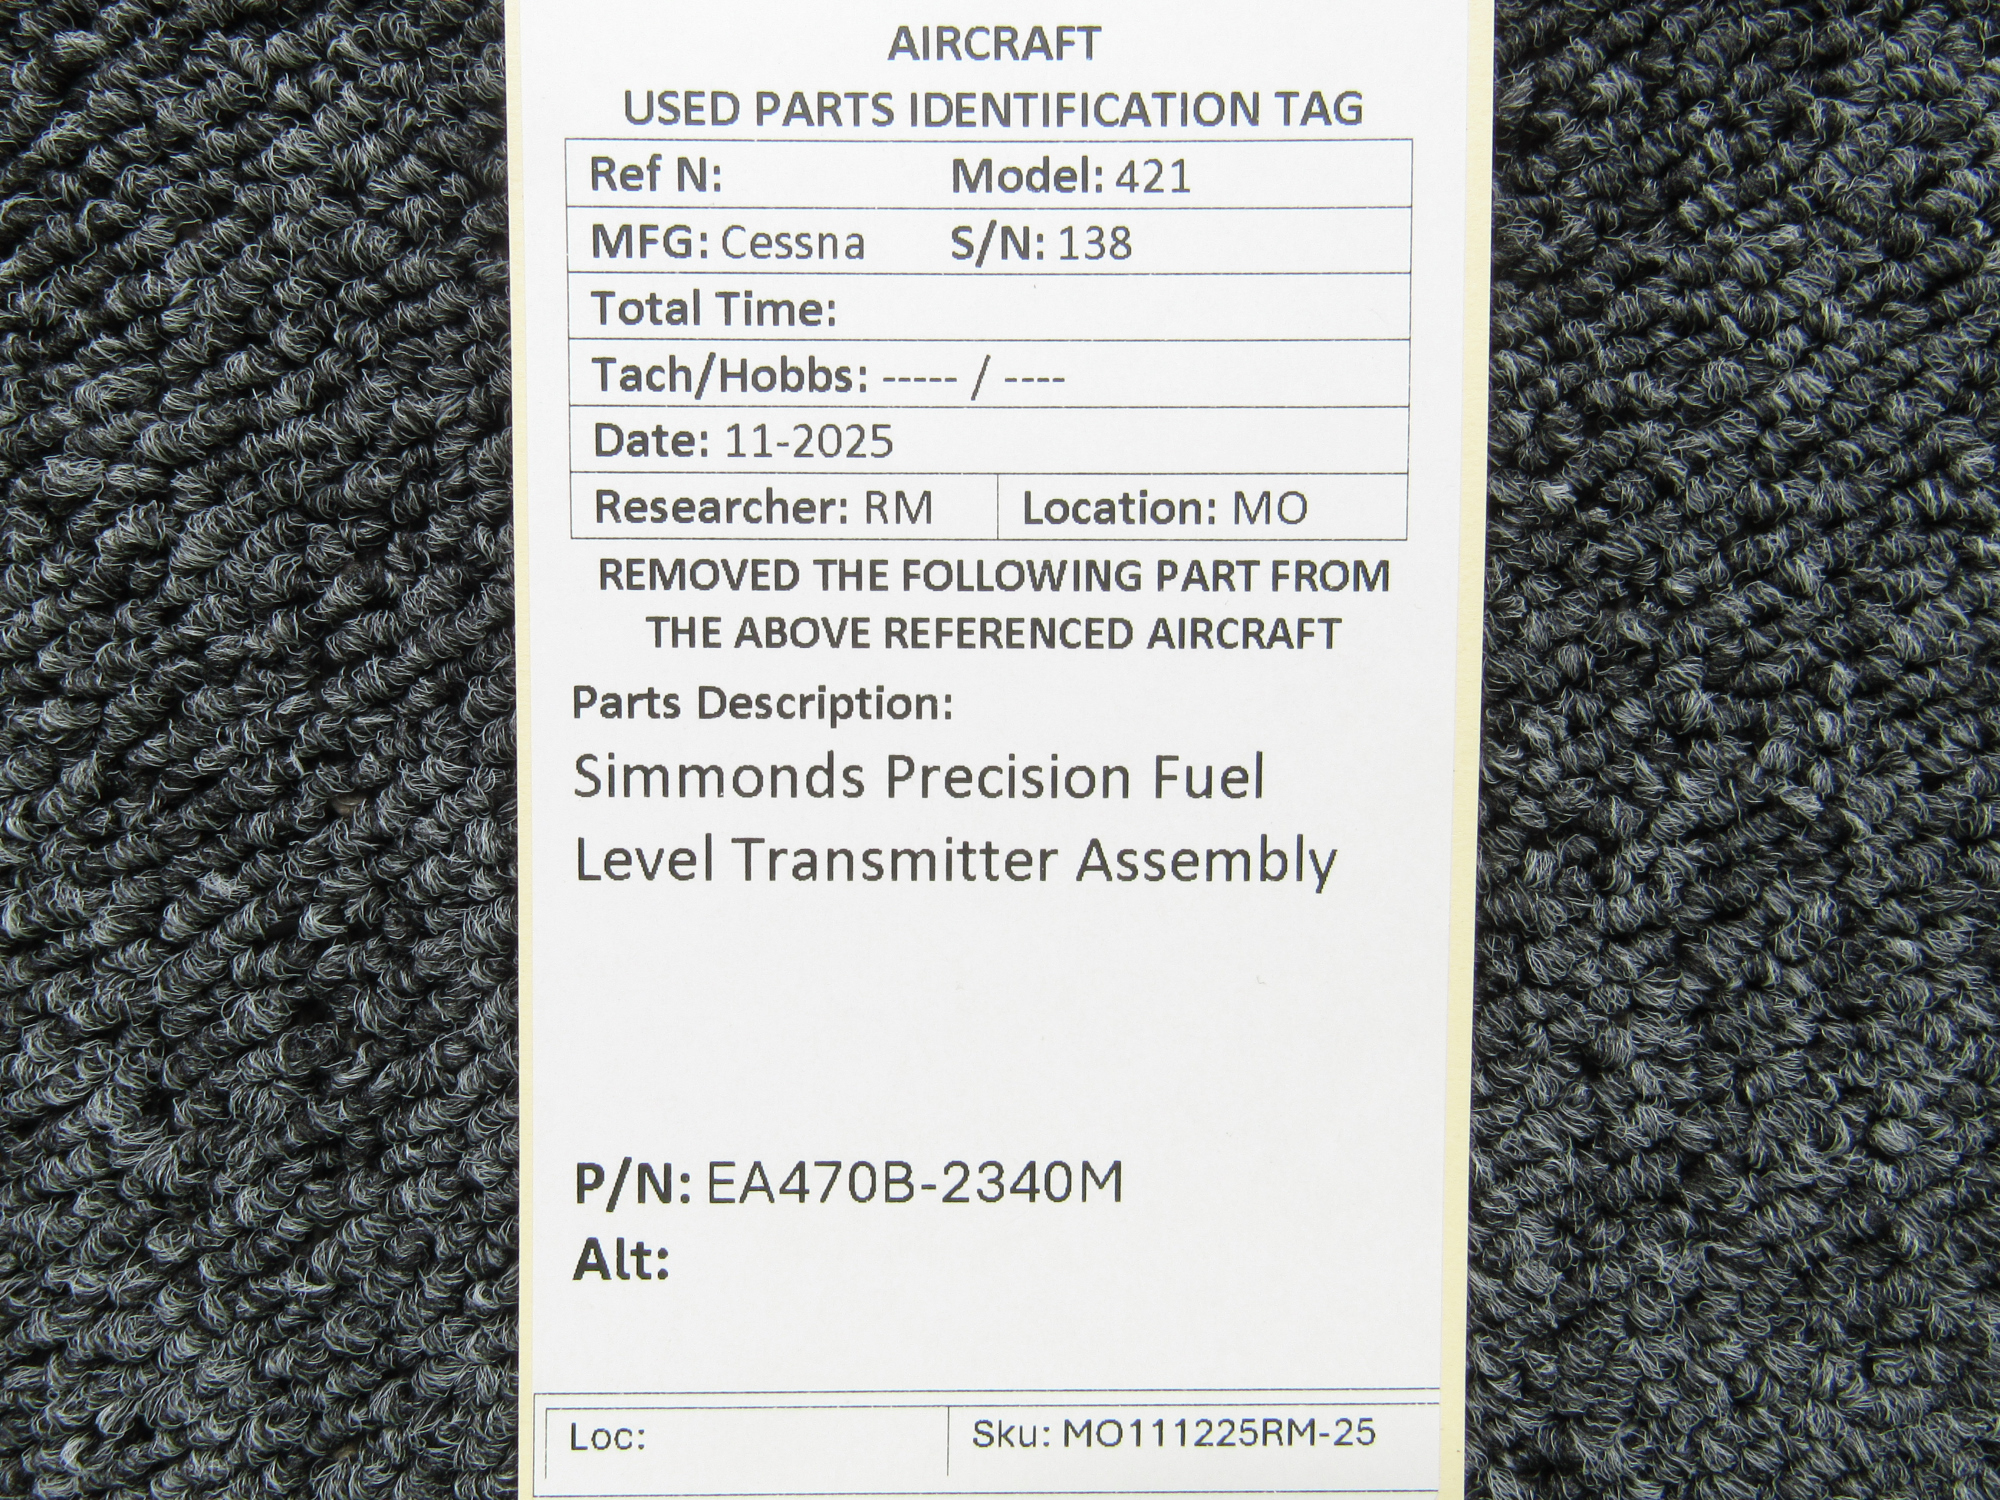 AIRCRAFT
USED PARTS IDENTIFICATION TAG
Ref N: Model: 421
MFG: Cessna S/N: 138
Total Time:
Tach/Hobbs: ----- / ----
Date: 11-2025
Researcher: RM Location: MO
REMOVED THE FOLLOWING PART FROM
THE ABOVE REFERENCED AIRCRAFT
Parts Description:
Simmonds Precision Fuel
Level Transmitter Assembly
P/N: EA470B-2340M
Alt:
Loc: Sku: MO111225RM-25